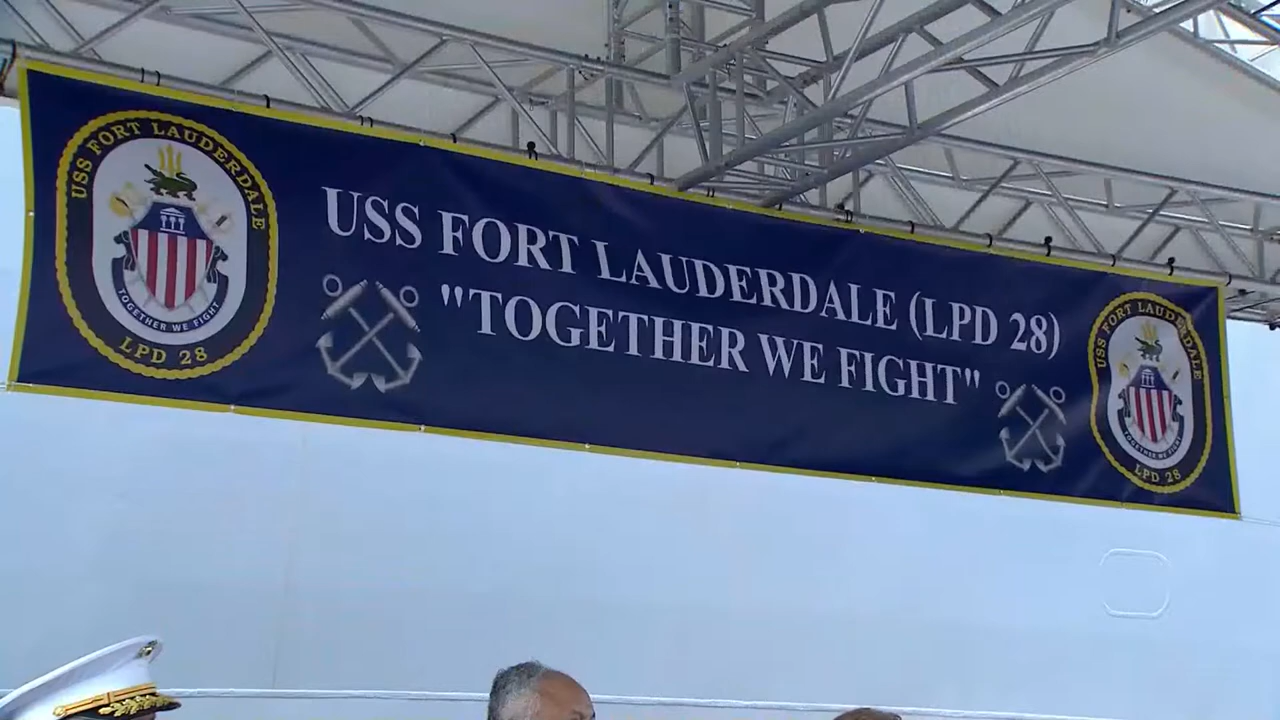 USS FORT LAUDERDALE
TOGETHER WE FIGHT
LPD 28
USS FORT LAUDERDALE (LPD 28)
"TOGETHER WE FIGHT"
USS FORT LAUDERDALE
TOGETHER WE FIGHT
LPD 28